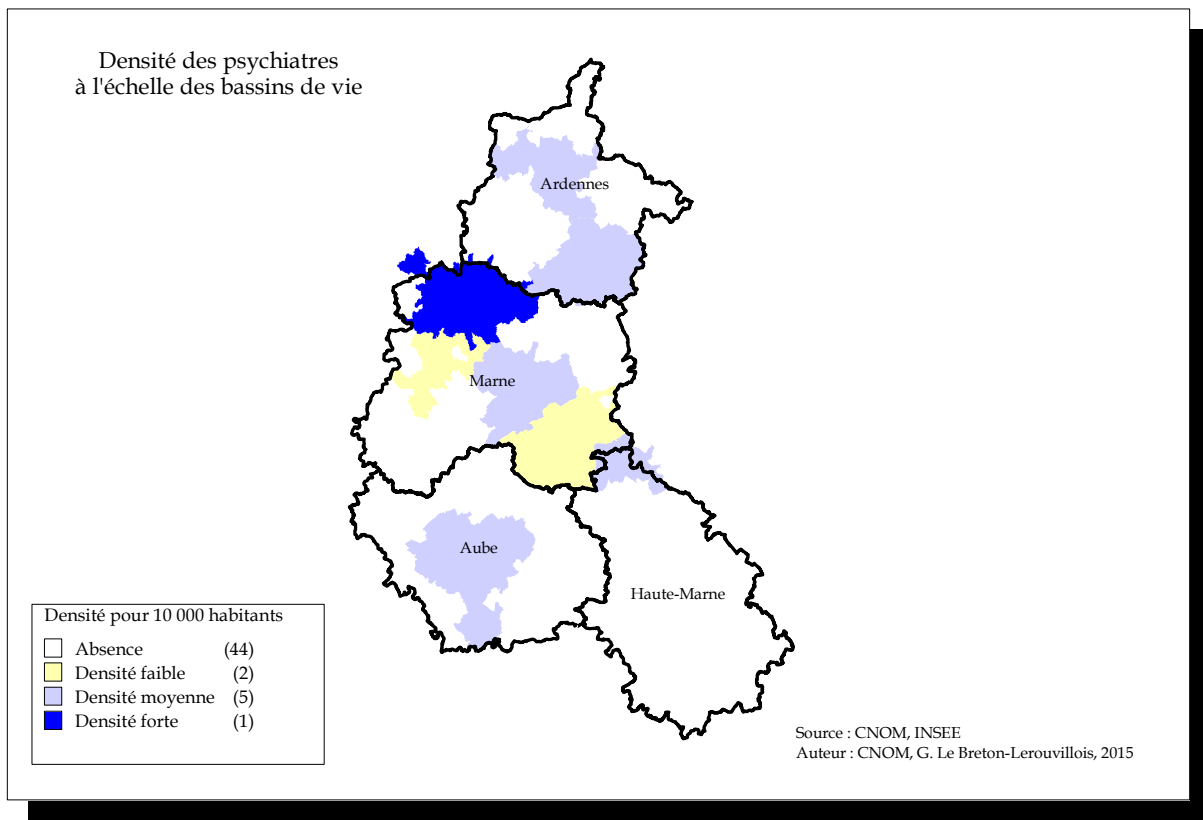 Densité des psychiatres
à l'échelle des bassins de vie
Ardennes
Marne
Aube
Haute-Marne
Densité pour 10 000 habitants
Absence (44)
Densité faible (2)
Densité moyenne (5)
Densité forte (1)
Source : CNOM, INSEE
Auteur : CNOM, G. Le Breton-Lerouvillois, 2015